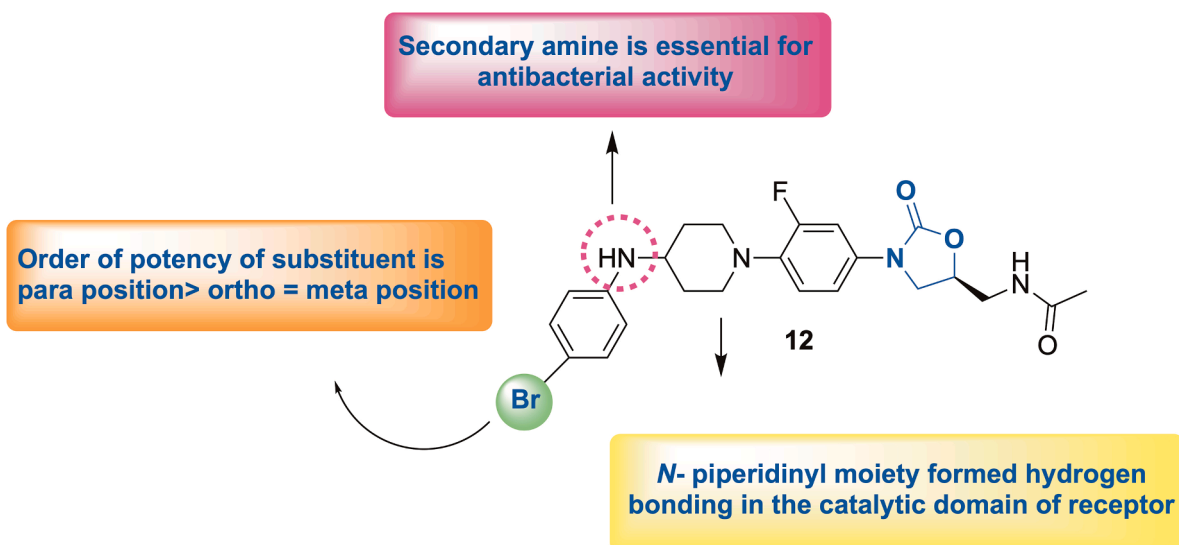 Secondary amine is essential for
antibacterial activity
Order of potency of substituent is
para position> ortho = meta position
F
O
O
HN
N
N
H
N
O
12
Br
N- piperidinyl moiety formed hydrogen
bonding in the catalytic domain of receptor